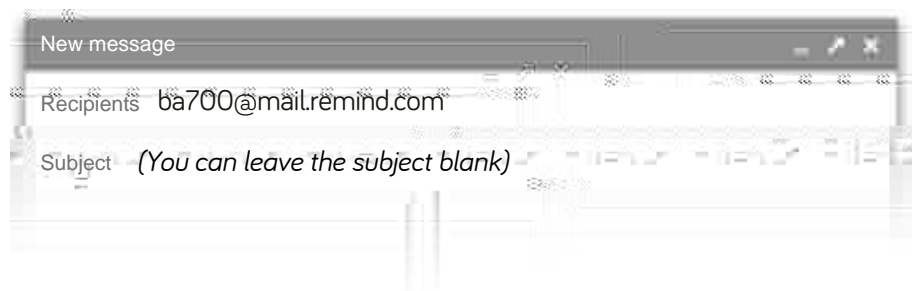 New message
Recipients ba700@mail.remind.com
Subject (You can leave the subject blank)